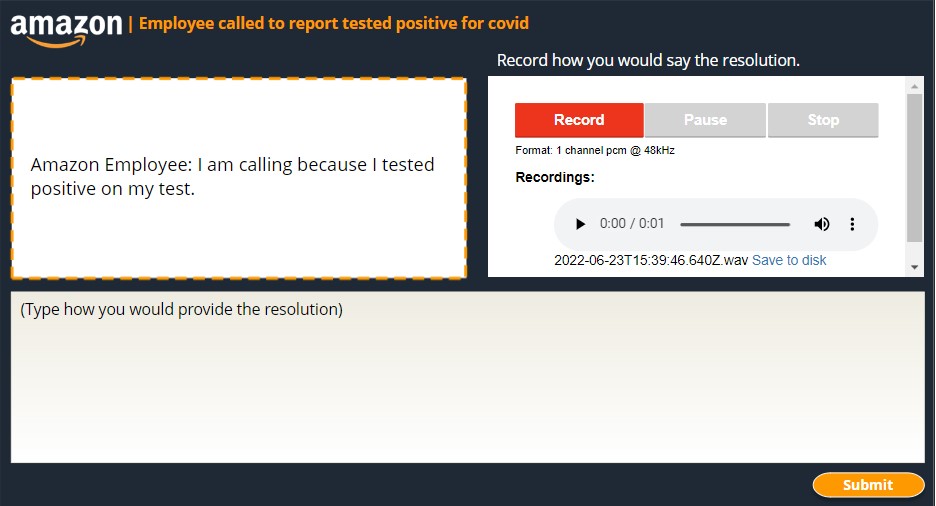 amazon | Employee called to report tested positive for covid
Record how you would say the resolution.
Amazon Employee: I am calling because I tested
positive on my test.
Record Pause Stop
Format: 1 channel pcm @ 48kHz
Recordings:
0:00 / 0:01
2022-06-23T15:39:46.640Z.wav Save to disk
(Type how you would provide the resolution)
Submit